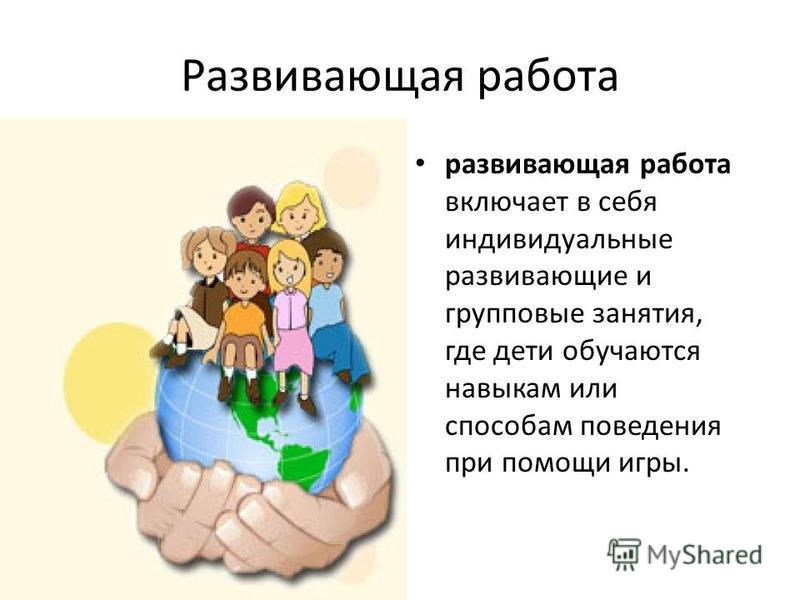 Развивающая работа
• развивающая работа
включает в себя
индивидуальные
развивающие и
групповые занятия,
где дети обучаются
навыкам или
способам поведения
при помощи игры.
MyShared